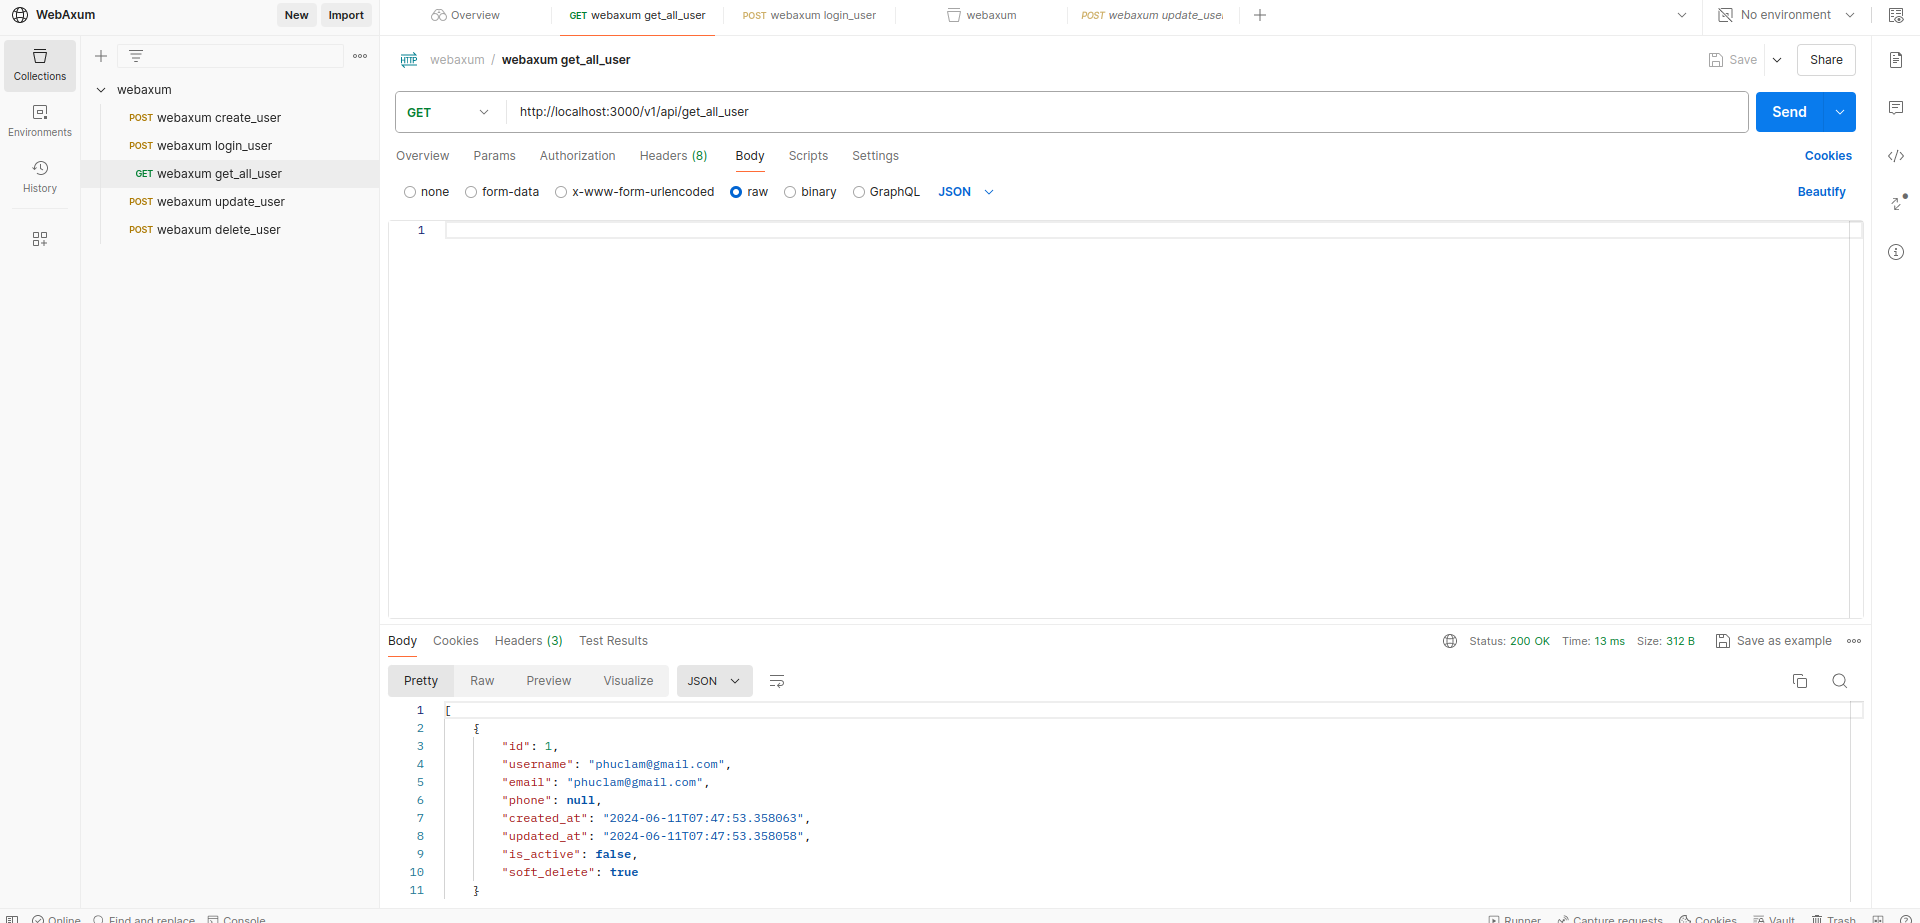 WebAxum
New Import
Overview
GET webaxum get_all_user
POST webaxum login_user
webaxum
POST webaxum update_user
No environment
Collections
Environments
History
webaxum
POST webaxum create_user
POST webaxum login_user
GET webaxum get_all_user
POST webaxum update_user
POST webaxum delete_user
HTTP webaxum / webaxum get_all_user
Save Share
GET http://localhost:3000/v1/api/get_all_user Send
Overview Params Authorization Headers (8) Body Scripts Settings Cookies
none form-data x-www-form-urlencoded raw binary GraphQL JSON Beautify
1
Body Cookies Headers (3) Test Results Status: 200 OK Time: 13 ms Size: 312 B Save as example
Pretty Raw Preview Visualize JSON
1 [
2 {
3 "id": 1,
4 "username": "phuclam@gmail.com",
5 "email": "phuclam@gmail.com",
6 "phone": null,
7 "created_at": "2024-06-11T07:47:53.358063",
8 "updated_at": "2024-06-11T07:47:53.358058",
9 "is_active": false,
10 "soft_delete": true
11 }
Online Find and replace Console Runner Capture requests Cookies Vault Trash